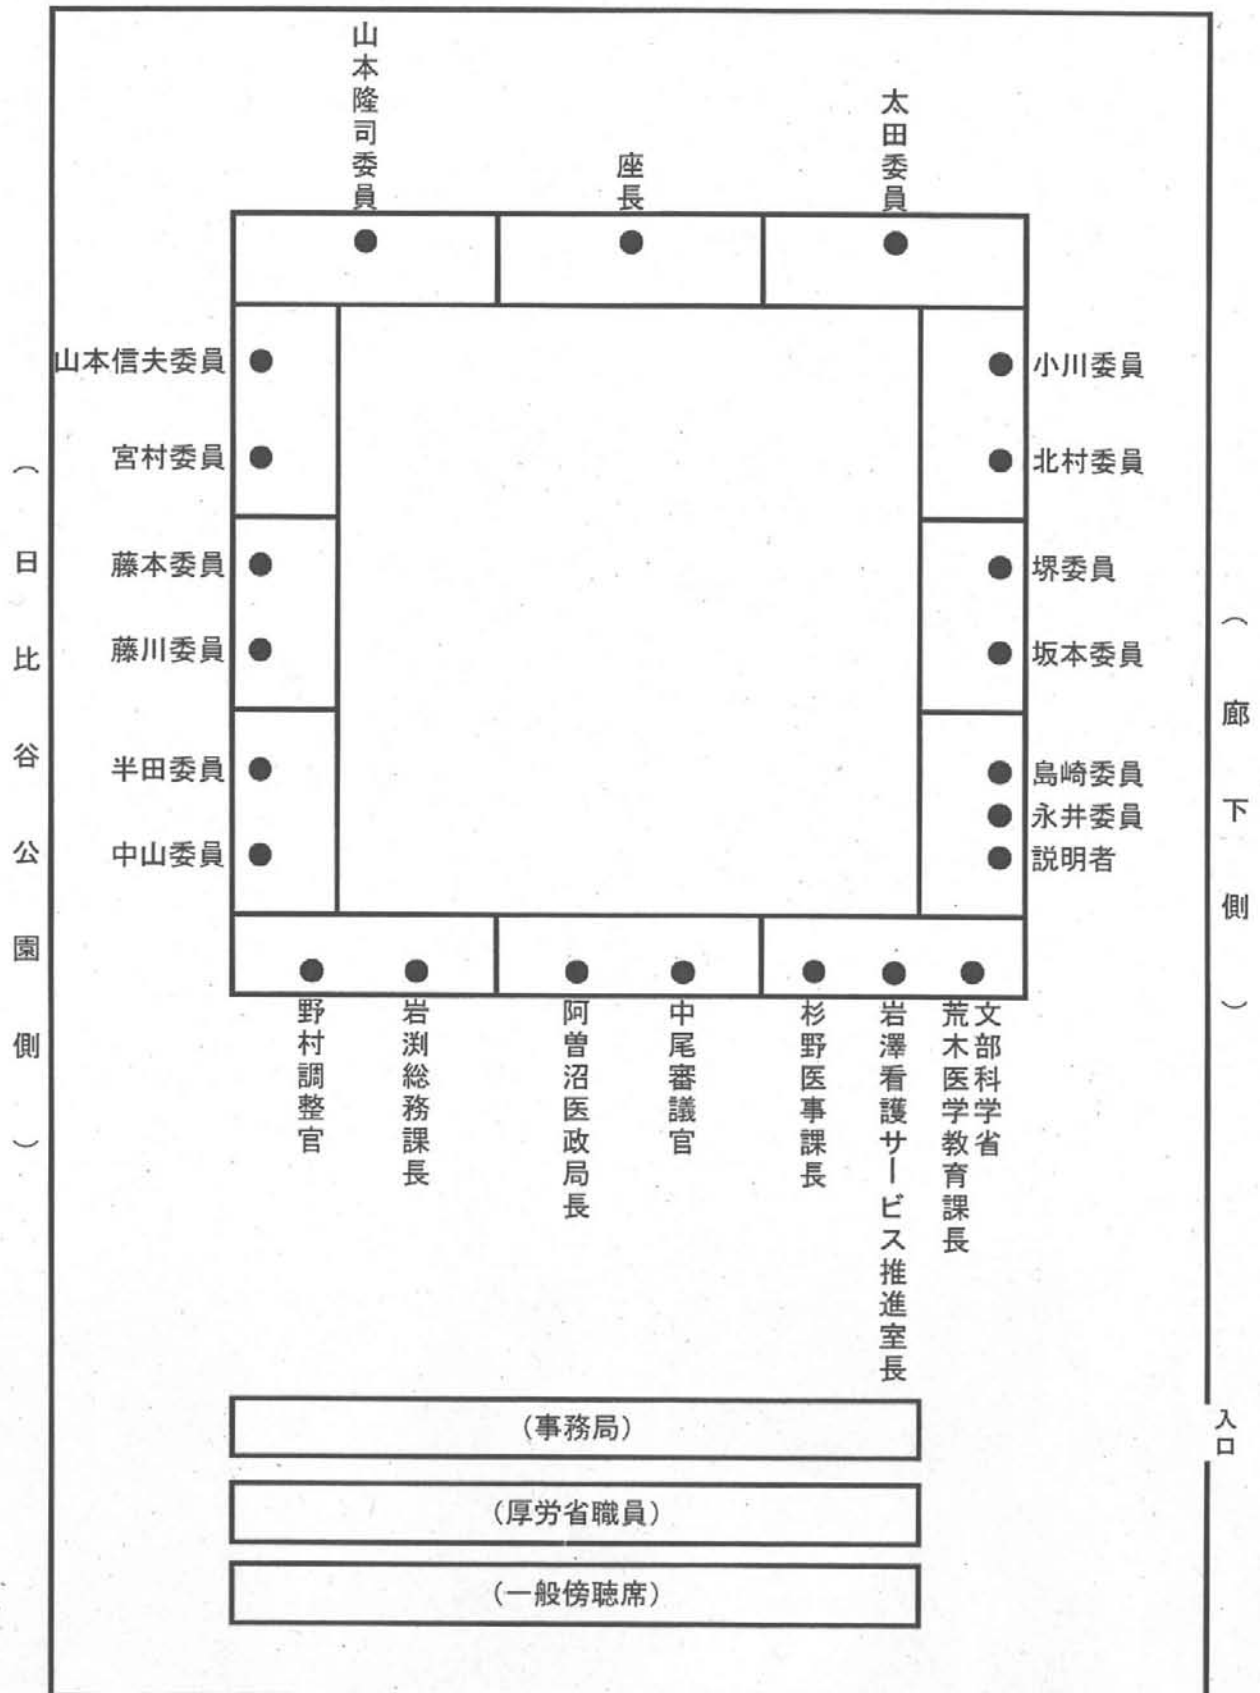 山本隆司委員
座長
太田委員
山本信夫委員
宮村委員
藤本委員
藤川委員
半田委員
中山委員
小川委員
北村委員
堺委員
坂本委員
島崎委員
永井委員
説明者
野村調整官
岩渕総務課長
阿曽沼医政局長
中尾審議官
杉野医事課長
岩澤看護サービス推進室長
文部科学省
荒木医学教育課長
(日比谷公園側)
(廊下側)
入口
(事務局)
(厚労省職員)
(一般傍聴席)